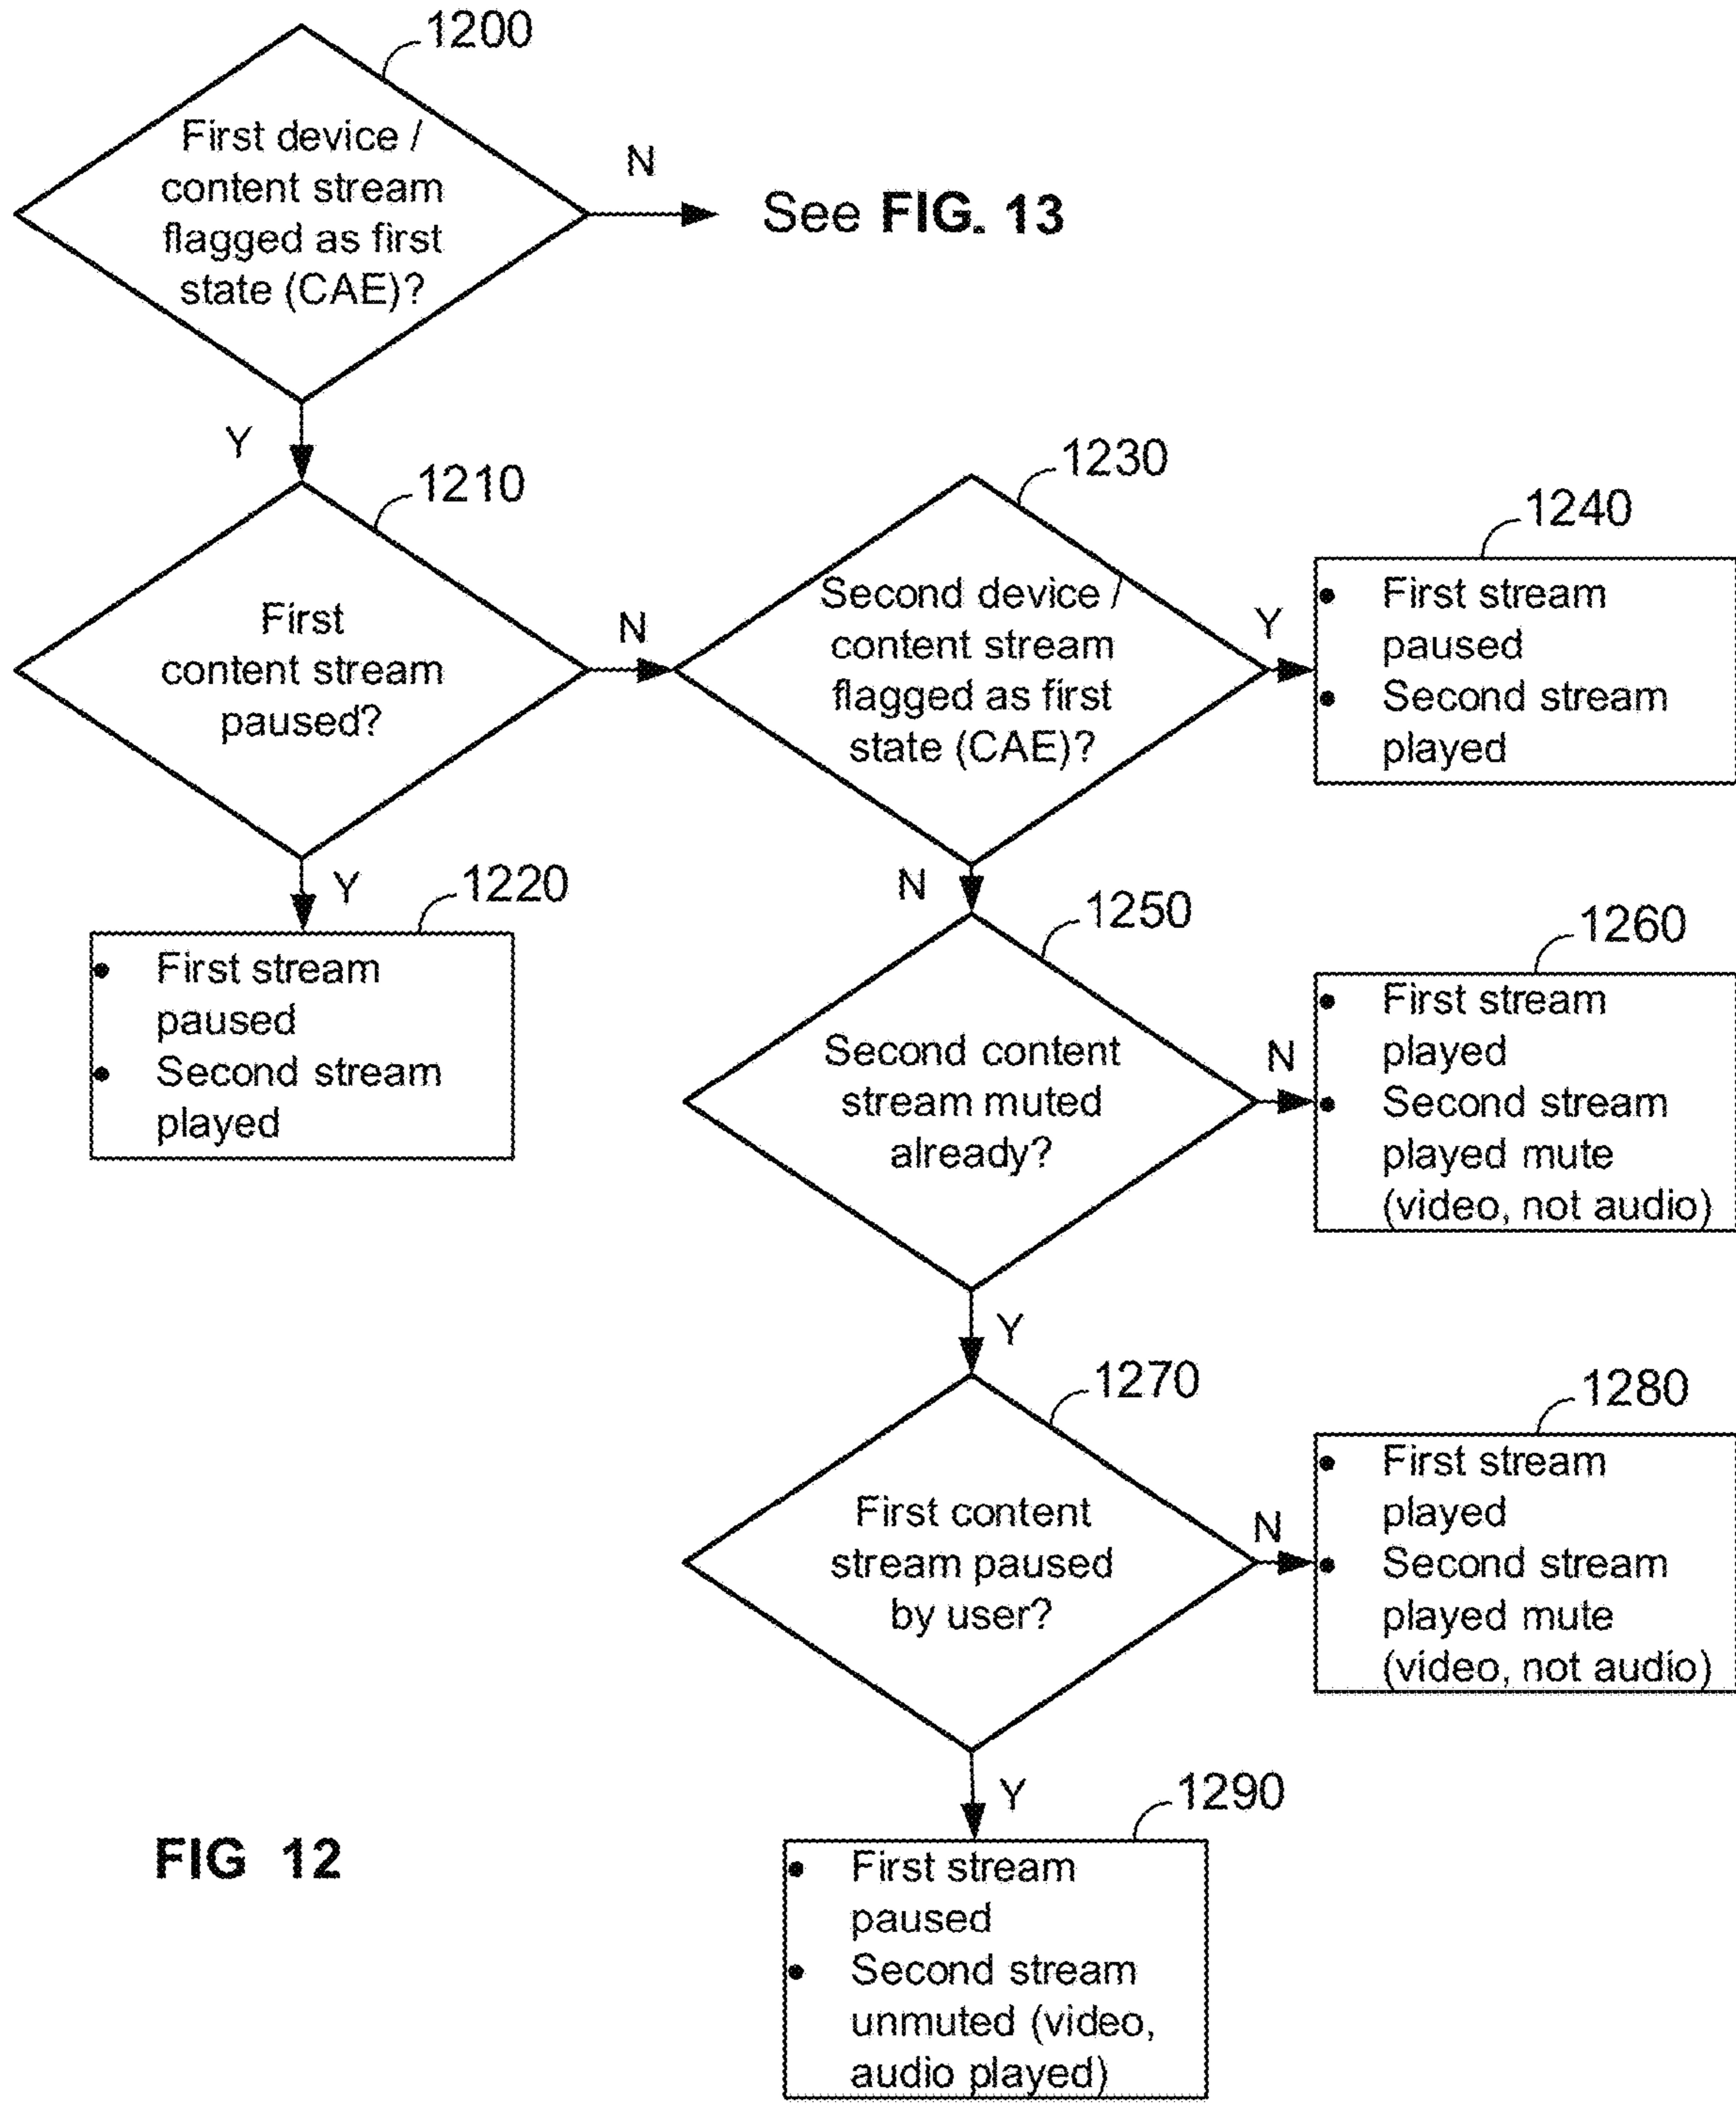 1200
First device /
content stream
flagged as first
state (CAE)?
N
See FIG. 13
Y
1210
First
content stream
paused?
N
1230
Second device /
content stream
flagged as first
state (CAE)?
Y
1240
• First stream
paused
• Second stream
played
Y
1220
• First stream
paused
• Second stream
played
N
1250
Second content
stream muted
already?
N
1260
• First stream
played
• Second stream
played mute
(video, not audio)
Y
1270
First content
stream paused
by user?
N
1280
• First stream
played
• Second stream
played mute
(video, not audio)
Y
1290
• First stream
paused
• Second stream
unmuted (video,
audio played)
FIG 12